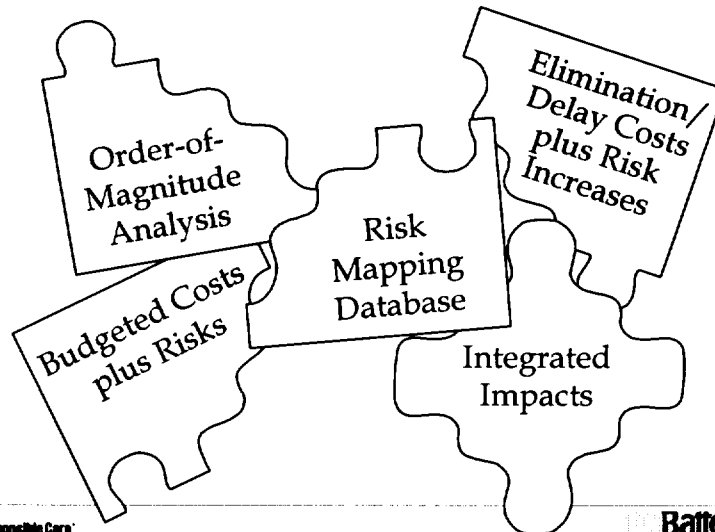 Order-of-
Magnitude
Analysis
Elimination/
Delay Costs
plus Risk
Increases
Risk
Mapping
Database
Budgeted Costs
plus Risks
Integrated
Impacts